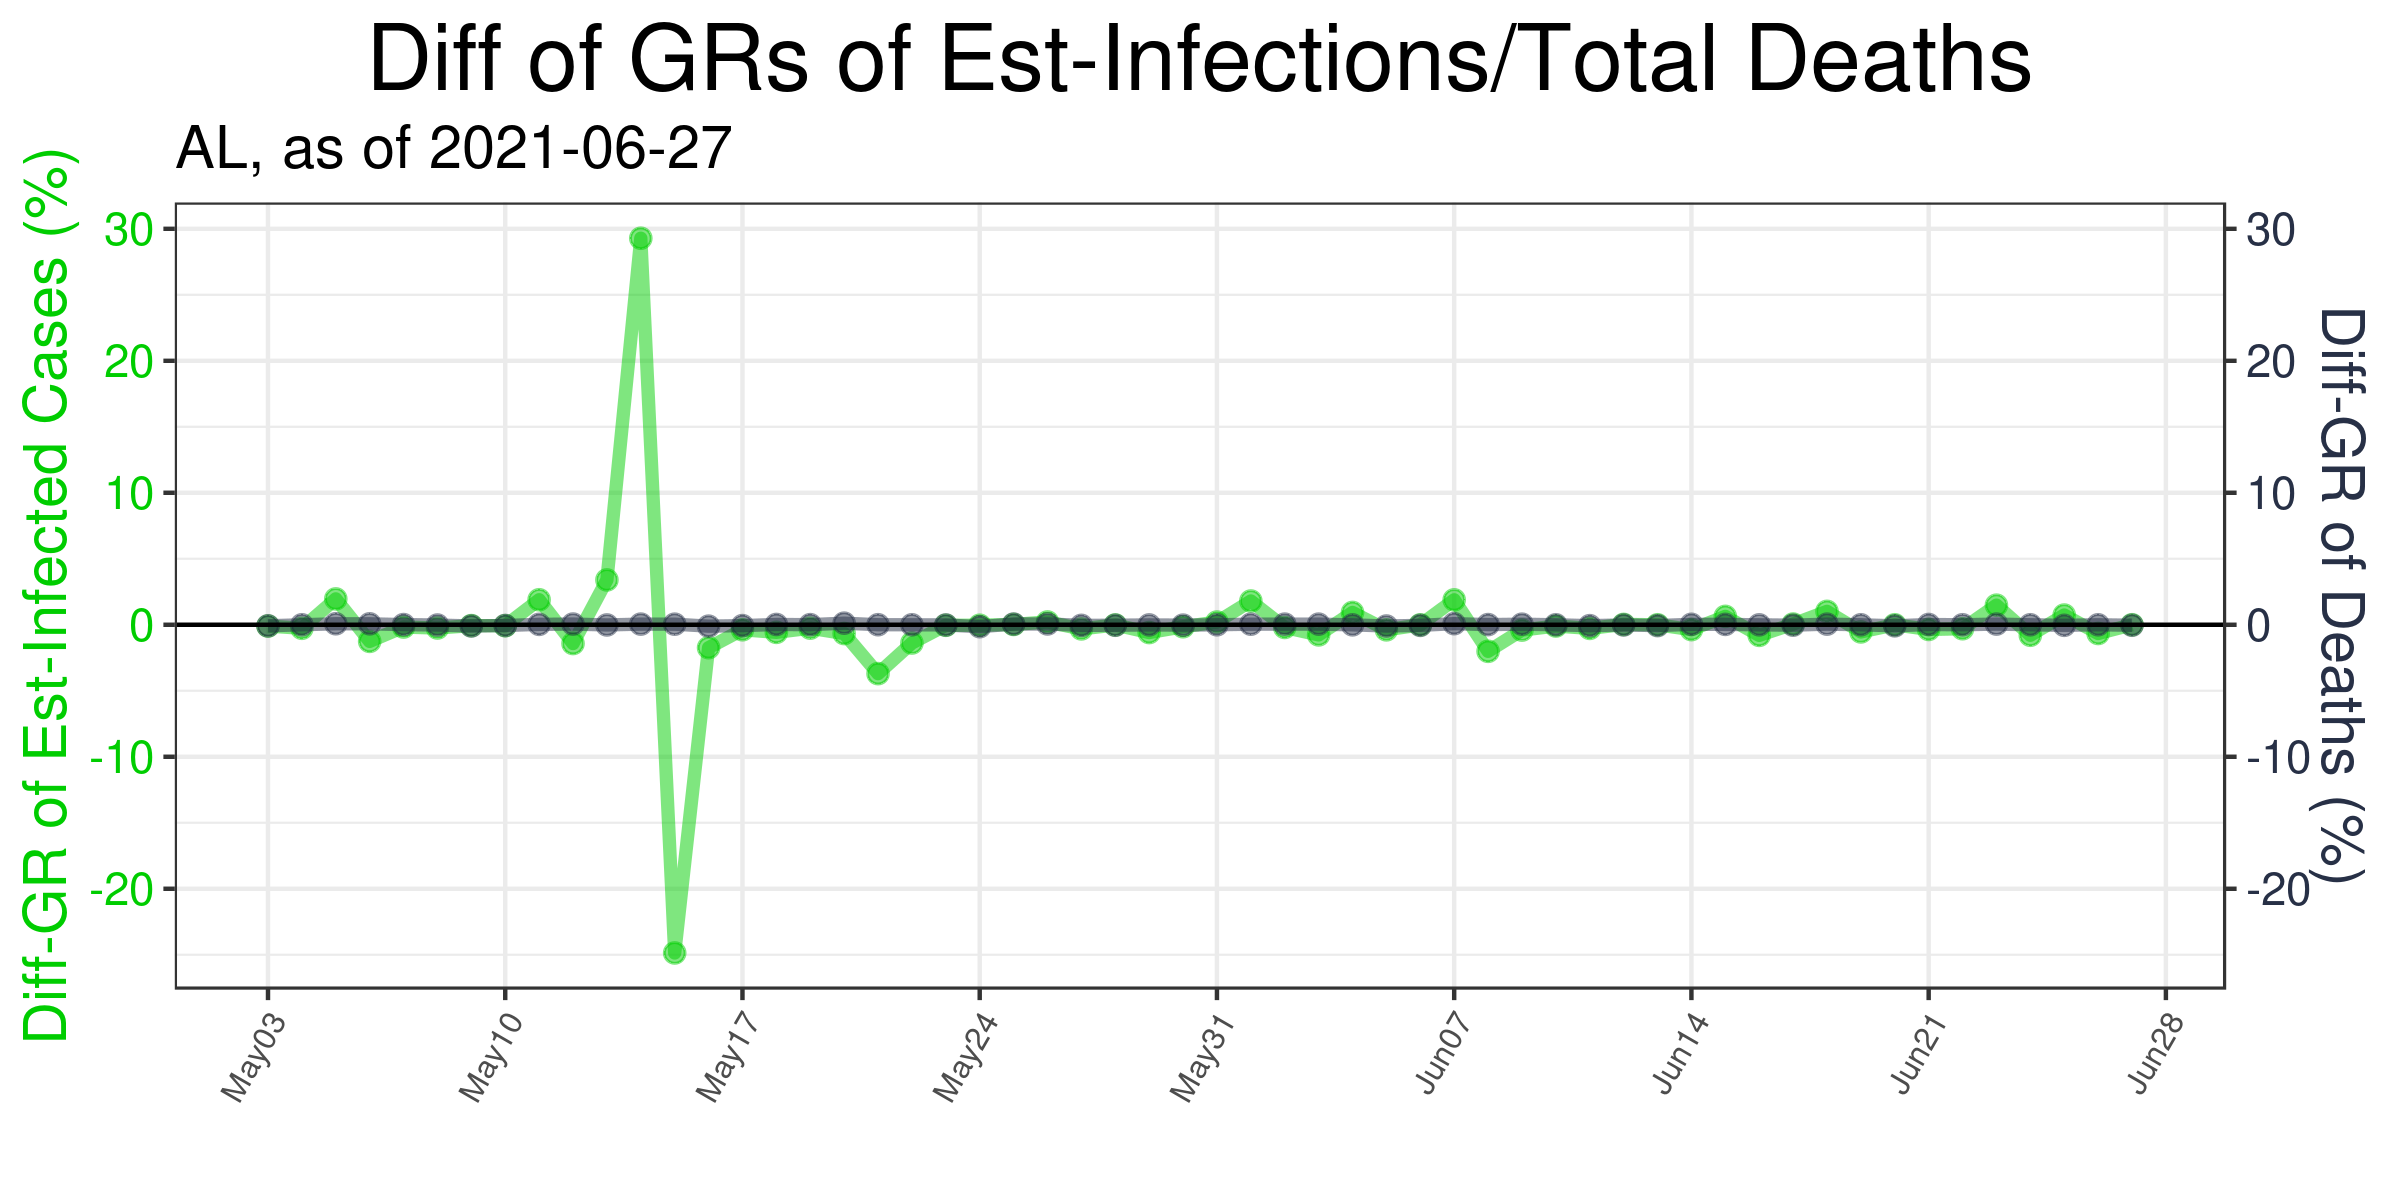 Diff of GRs of Est-Infections/Total Deaths
AL, as of 2021-06-27
Diff-GR of Est-Infected Cases (%)
30
20
10
0
-10
-20
30
20
10
0
-10
-20
Diff-GR of Deaths (%)
May03
May10
May17
May24
May31
Jun07
Jun14
Jun21
Jun28